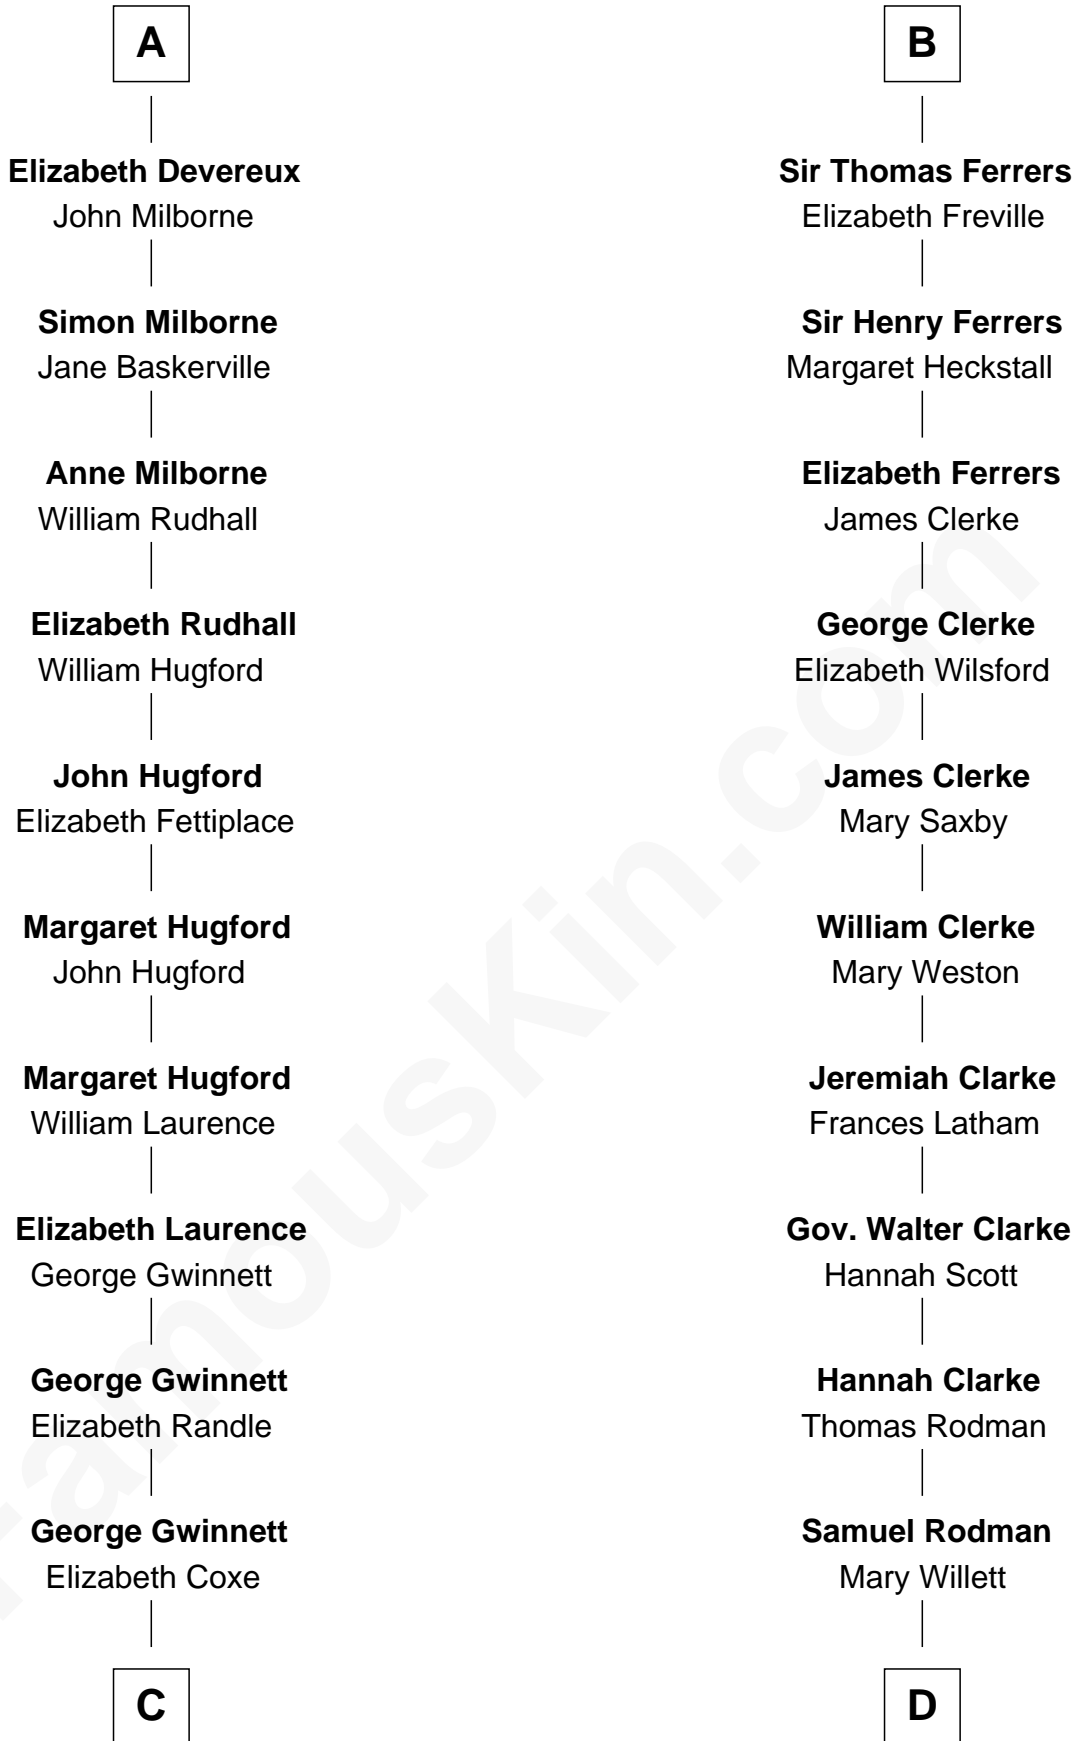 A
Elizabeth Devereux
John Milborne
Simon Milborne
Jane Baskerville
Anne Milborne
William Rudhall
Elizabeth Rudhall
William Hugford
John Hugford
Elizabeth Fettiplace
Margaret Hugford
John Hugford
Margaret Hugford
William Laurence
Elizabeth Laurence
George Gwinnett
George Gwinnett
Elizabeth Randle
George Gwinnett
Elizabeth Coxe
C
B
Sir Thomas Ferrers
Elizabeth Freville
Sir Henry Ferrers
Margaret Heckstall
Elizabeth Ferrers
James Clerke
George Clerke
Elizabeth Wilsford
James Clerke
Mary Saxby
William Clerke
Mary Weston
Jeremiah Clarke
Frances Latham
Gov. Walter Clarke
Hannah Scott
Hannah Clarke
Thomas Rodman
Samuel Rodman
Mary Willett
D
FamousKin.com